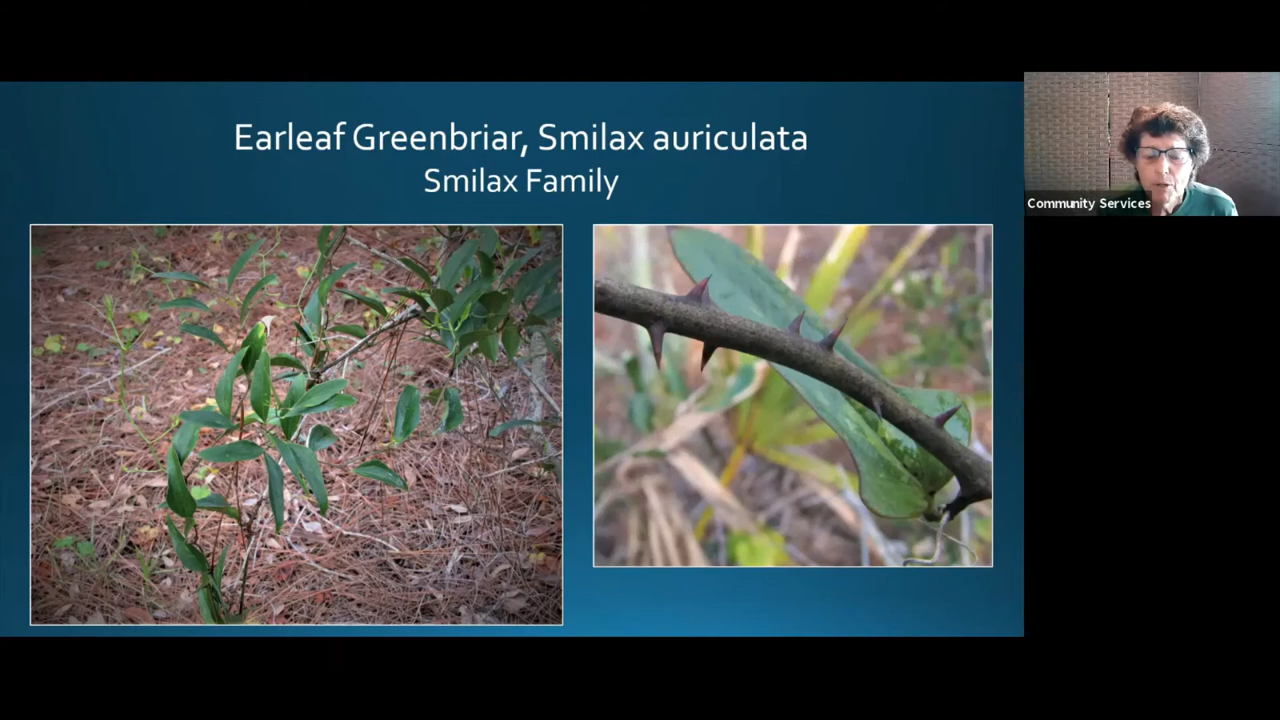 Earleaf Greenbriar, Smilax auriculata
Smilax Family
Community Services